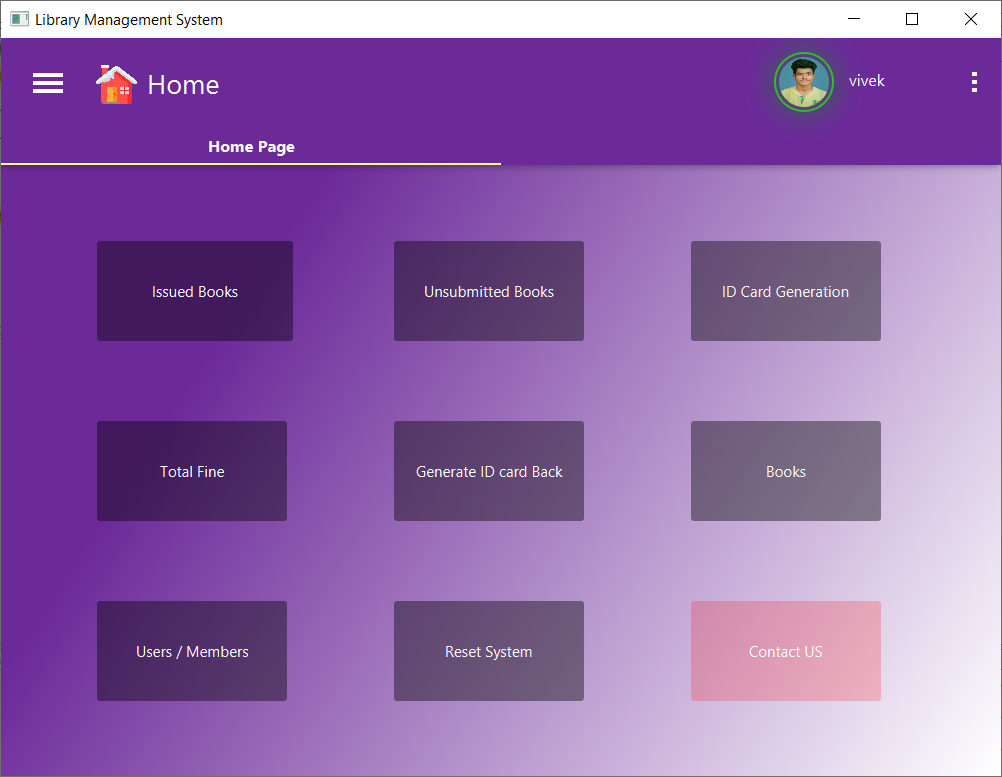 Library Management System
Home
vivek
Home Page
Issued Books
Unsubmitted Books
ID Card Generation
Total Fine
Generate ID card Back
Books
Users / Members
Reset System
Contact US